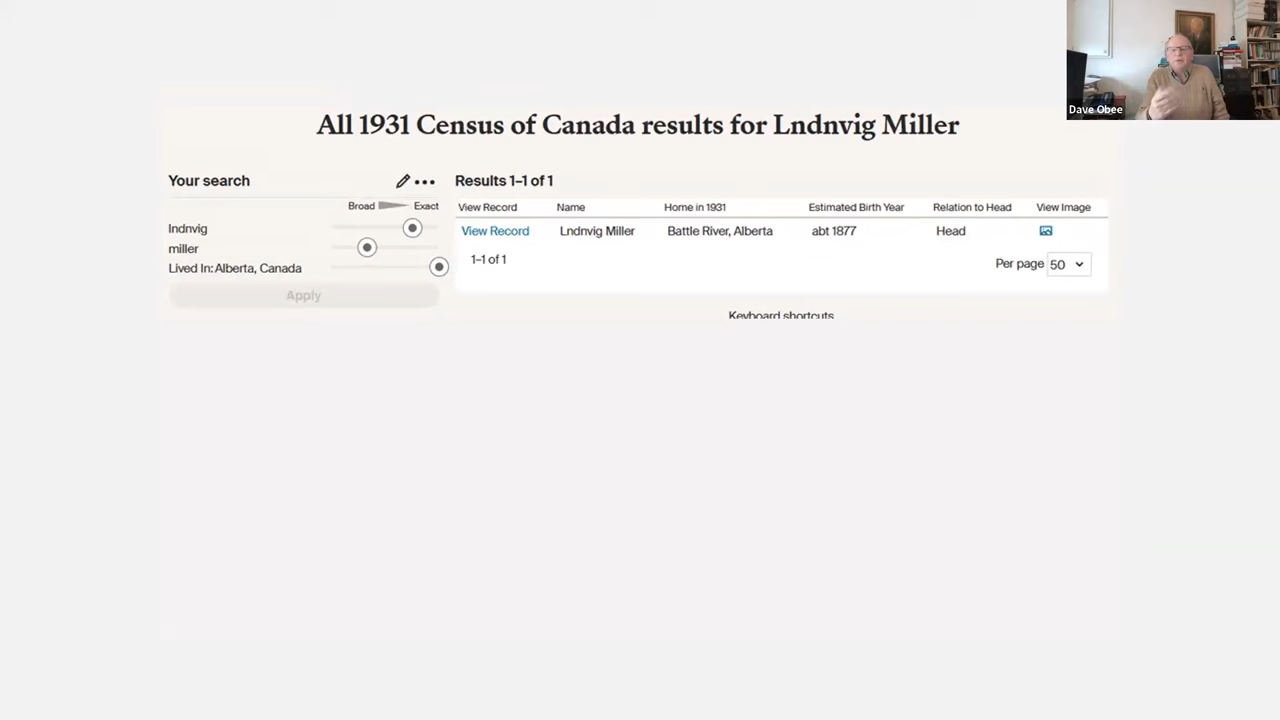 Dave Obee
All 1931 Census of Canada results for Lndnvig Miller
Your search
Broad Exact
lndnvig
miller
Lived In: Alberta, Canada
Apply
Results 1–1 of 1
View Record Name Home in 1931 Estimated Birth Year Relation to Head View Image
View Record Lndnvig Miller Battle River, Alberta abt 1877 Head
1–1 of 1
Per page 50
Keyboard shortcuts